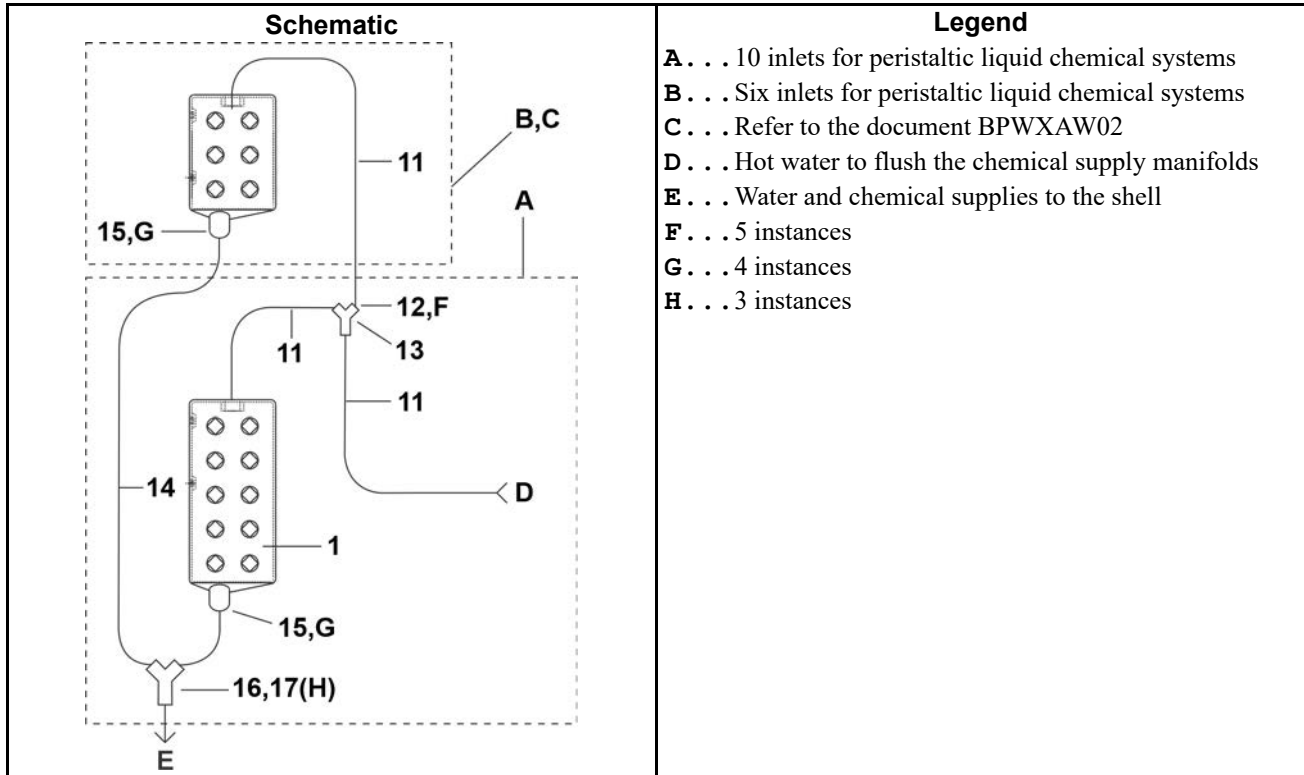 Schematic
B,C
11
A
15,G
12,F
11
13
11
14
D
1
15,G
16,17(H)
E
Legend
A...10 inlets for peristaltic liquid chemical systems
B...Six inlets for peristaltic liquid chemical systems
C...Refer to the document BPWXAW02
D...Hot water to flush the chemical supply manifolds
E...Water and chemical supplies to the shell
F...5 instances
G...4 instances
H...3 instances